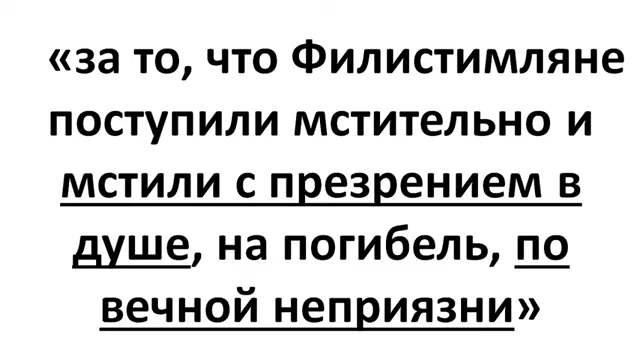 «за то, что Филистимляне
поступили мстительно и
мстили с презрением в
душе, на погибель, по
вечной неприязни»